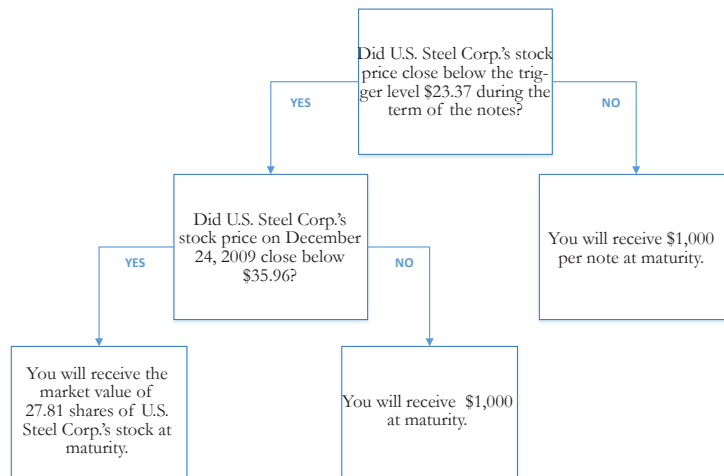 Did U.S. Steel Corp.'s stock
price close below the trig-
ger level $23.37 during the
term of the notes?
YES
NO
Did U.S. Steel Corp.'s
stock price on December
24, 2009 close below
$35.96?
You will receive $1,000
per note at maturity.
YES
NO
You will receive the
market value of
27.81 shares of U.S.
Steel Corp.'s stock at
maturity.
You will receive $1,000
at maturity.